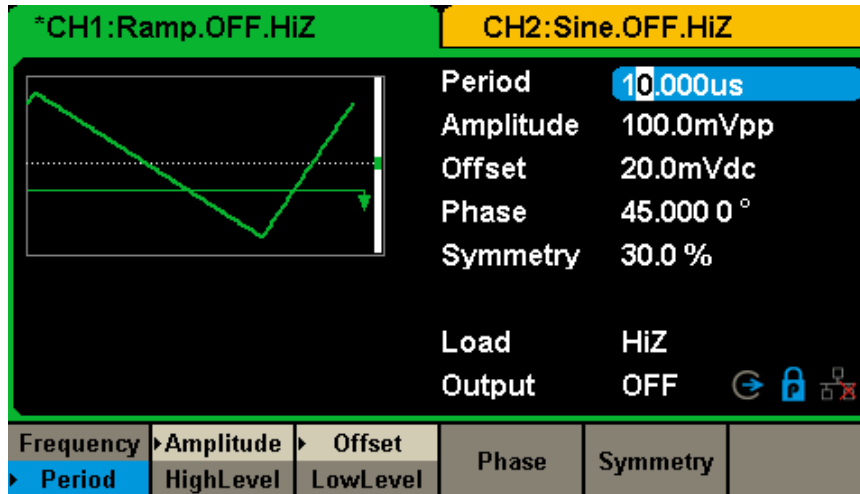 *CH1:Ramp.OFF.HiZ
CH2:Sine.OFF.HiZ
Period 10.000us
Amplitude 100.0mVpp
Offset 20.0mVdc
Phase 45.000 0 °
Symmetry 30.0 %
Load HiZ
Output OFF
P
Frequency Amplitude Offset Phase Symmetry
Period HighLevel LowLevel